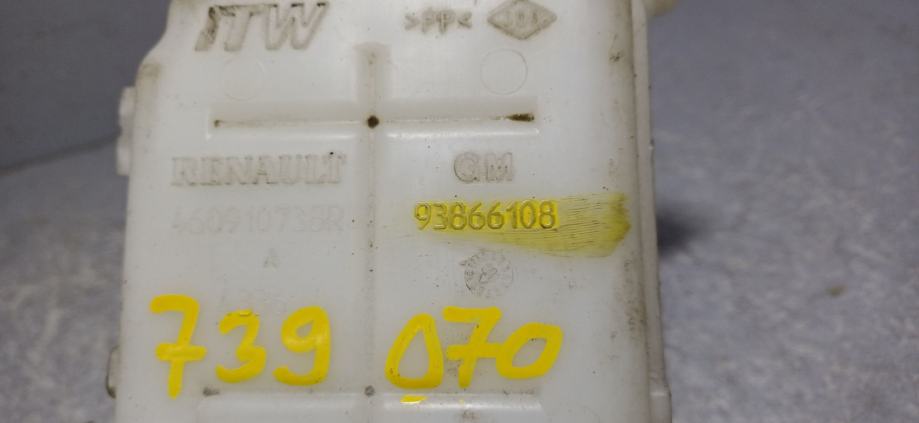 ITW >PP<
RENAULT GM
460910738R 93866108
A
739 070